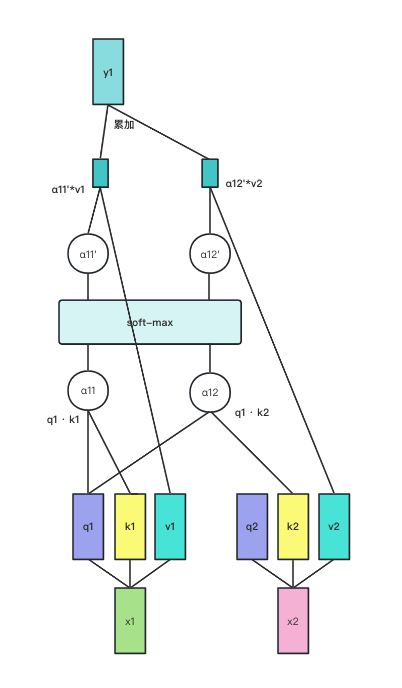 y1
累加
α11'*v1
α12'*v2
α11'
α12'
soft-max
α11
α12
q1 · k1
q1 · k2
q1
k1
v1
q2
k2
v2
x1
x2